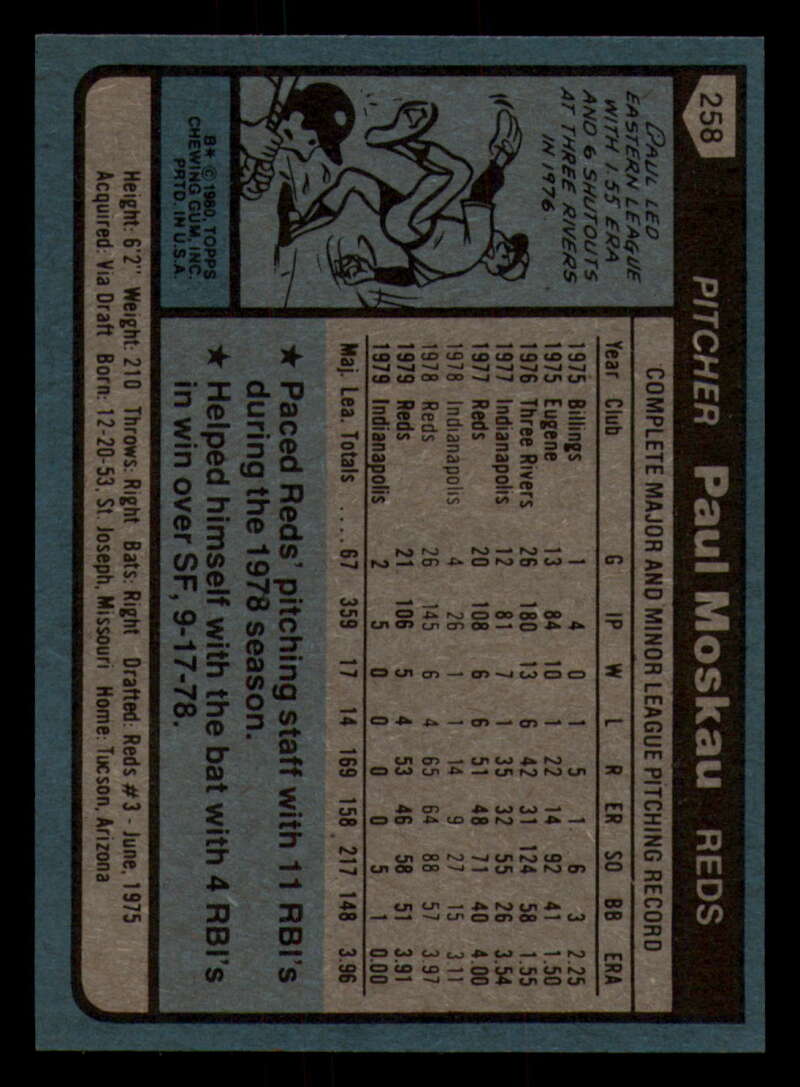 258
PITCHER Paul Moskau REDS
PAUL LED
EASTERN LEAGUE
WITH 1.55 ERA
AND 6 SHUTOUTS
AT THREE RIVERS
IN 1976
B* © 1980, TOPPS
CHEWING GUM, INC.
PRTD. IN U.S.A.
COMPLETE MAJOR AND MINOR LEAGUE PITCHING RECORD
Year Club G IP W L R ER SO BB ERA
1975 Billings 1 4 0 1 5 1 6 3 2.25
1975 Eugene 13 84 10 1 22 14 92 41 1.50
1976 Three Rivers 26 180 13 6 42 31 124 58 1.55
1977 Indianapolis 12 81 7 1 35 32 55 26 3.54
1977 Reds 20 108 6 6 51 48 71 40 4.00
1978 Indianapolis 4 26 1 1 14 9 27 15 3.11
1978 Reds 26 145 6 4 65 64 88 57 3.97
1979 Reds 21 106 5 4 53 46 58 51 3.91
1979 Indianapolis 2 5 0 0 0 0 5 1 0.00
Maj. Lea. Totals ..... 67 359 17 14 169 158 217 148 3.96
★ Paced Reds' pitching staff with 11 RBI's
during the 1978 season.
★ Helped himself with the bat with 4 RBI's
in win over SF, 9-17-78.
Height: 6'2" Weight: 210 Throws: Right Bats: Right Drafted: Reds #3 - June, 1975
Acquired: Via Draft Born: 12-20-53, St Joseph, Missouri Home: Tucson, Arizona